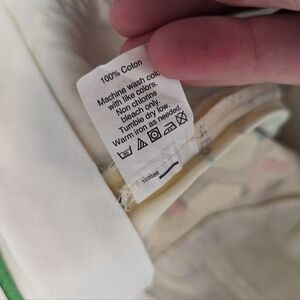 100% Cotton
Machine wash cold
with like colors.
Non chlorine
bleach only.
Tumble dry low.
Warm iron as needed.